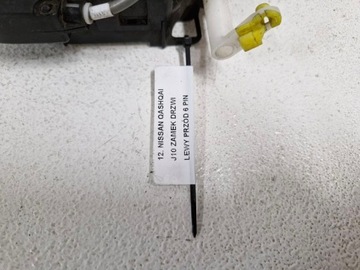 12. NISSAN QASHQAI
J10 ZAMEK DRZWI
LEWY PRZÓD 6 PIN